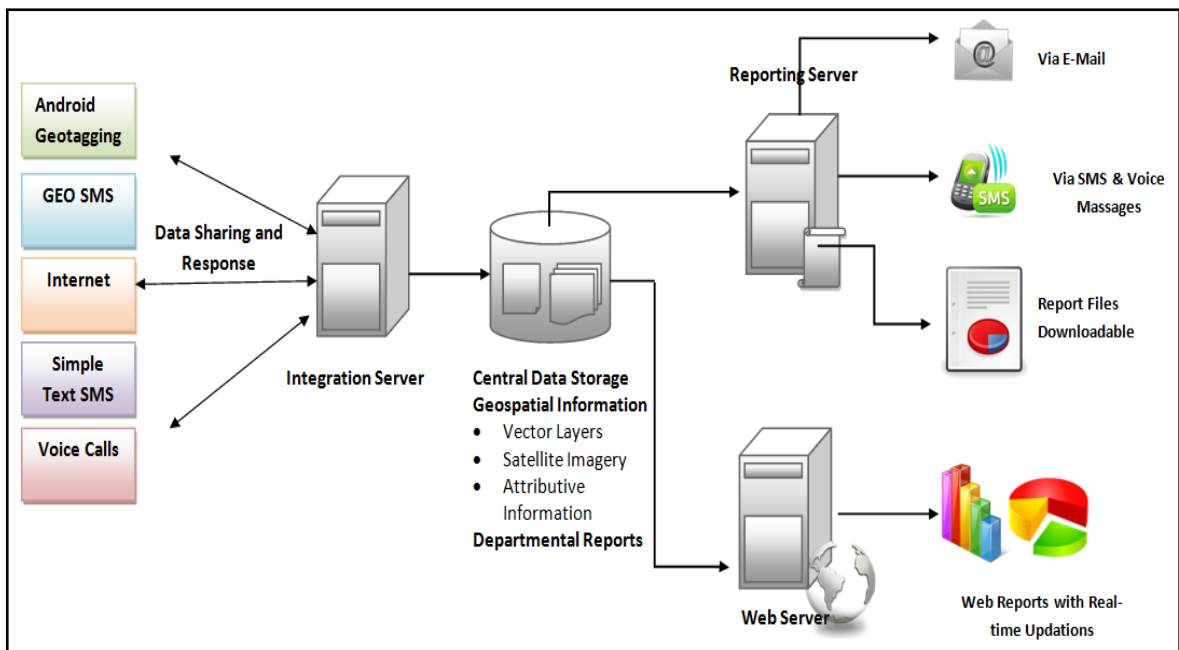 Android
Geotagging
GEO SMS
Internet
Simple
Text SMS
Voice Calls
Data Sharing and
Response
Integration Server
Central Data Storage
Geospatial Information
• Vector Layers
• Satellite Imagery
• Attributive
Information
Departmental Reports
Reporting Server
@
Via E-Mail
SMS
Via SMS & Voice
Massages
Report Files
Downloadable
Web Server
Web Reports with Real-
time Updations